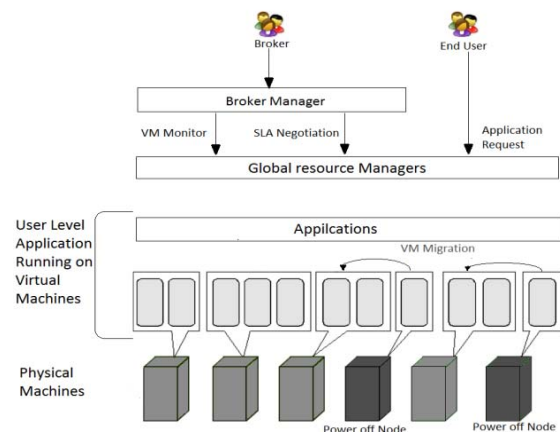 Broker
End User
Broker Manager
VM Monitor
SLA Negotiation
Application
Request
Global resource Managers
User Level
Application
Running on
Virtual
Machines
Appilcations
VM Migration
Physical
Machines
Power off Node
Power off Node